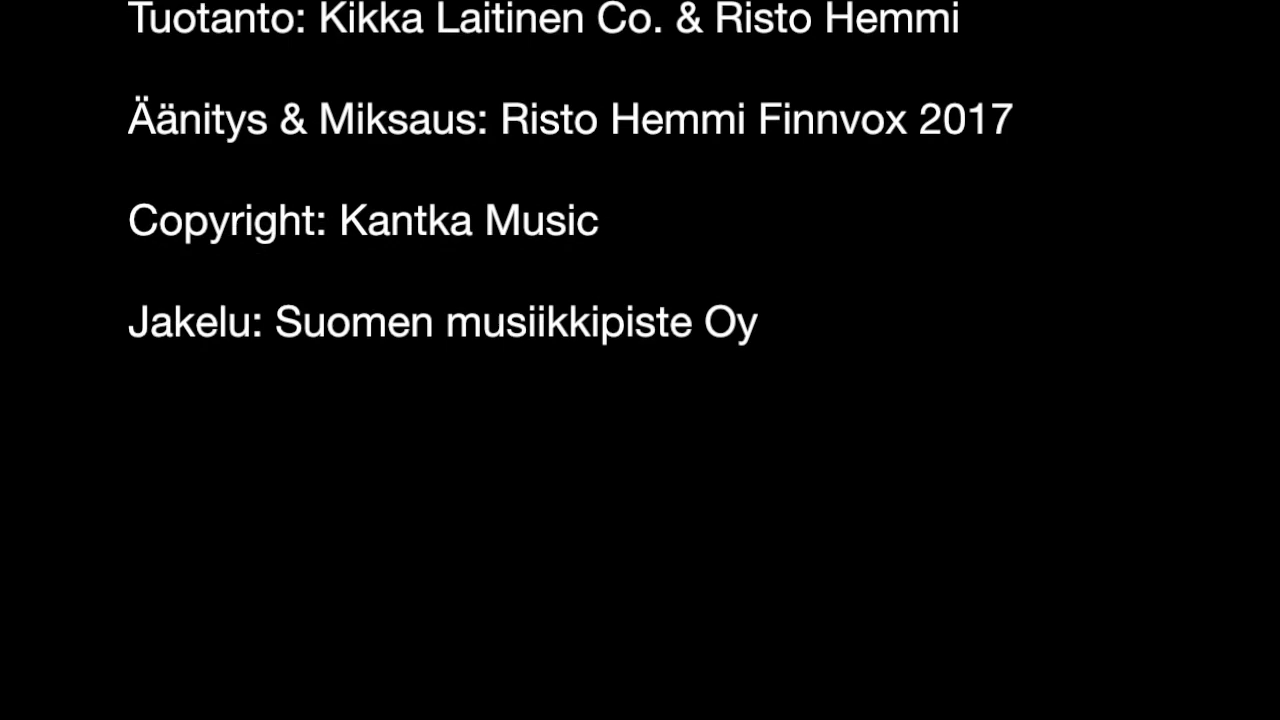 Tuotanto: Kikka Laitinen Co. & Risto Hemmi
Äänitys & Miksaus: Risto Hemmi Finnvox 2017
Copyright: Kantka Music
Jakelu: Suomen musiikkipiste Oy